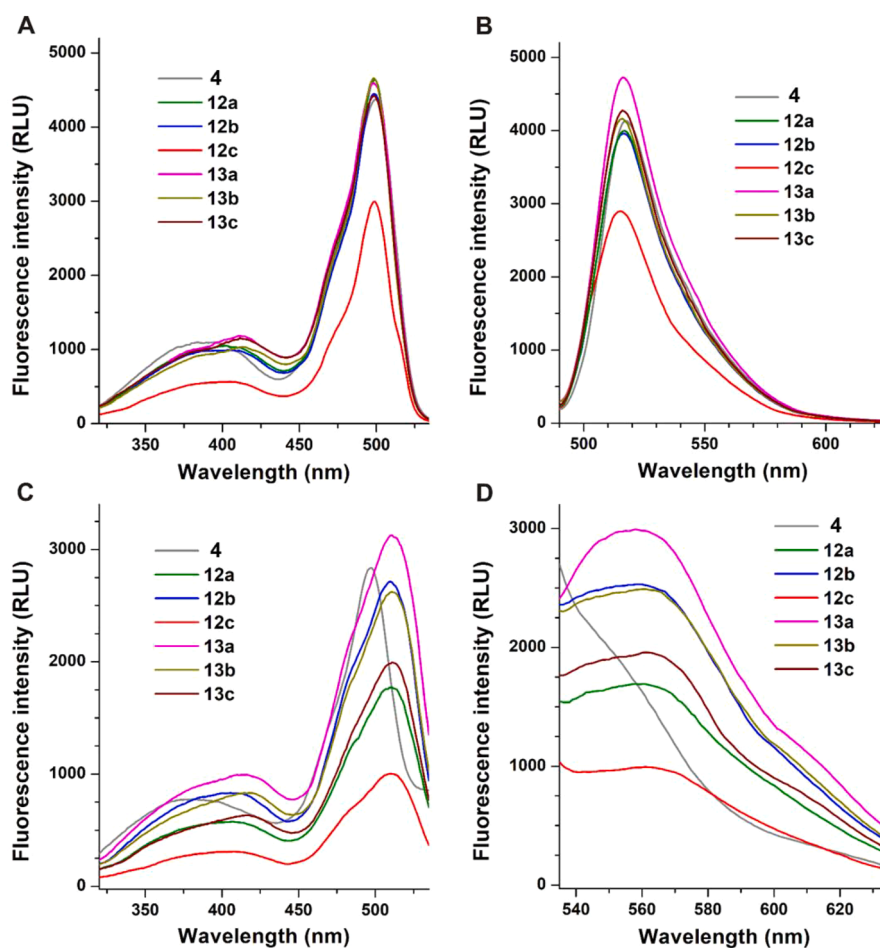 A
5000
4000
3000
2000
1000
0
Fluorescence intensity (RLU)
4
12a
12b
12c
13a
13b
13c
350
400
450
500
Wavelength (nm)
B
5000
4000
3000
2000
1000
0
Fluorescence intensity (RLU)
4
12a
12b
12c
13a
13b
13c
500
550
600
Wavelength (nm)
C
3000
2000
1000
0
Fluorescence intensity (RLU)
4
12a
12b
12c
13a
13b
13c
350
400
450
500
Wavelength (nm)
D
3000
2000
1000
0
Fluorescence intensity (RLU)
4
12a
12b
12c
13a
13b
13c
540
560
580
600
620
Wavelength (nm)